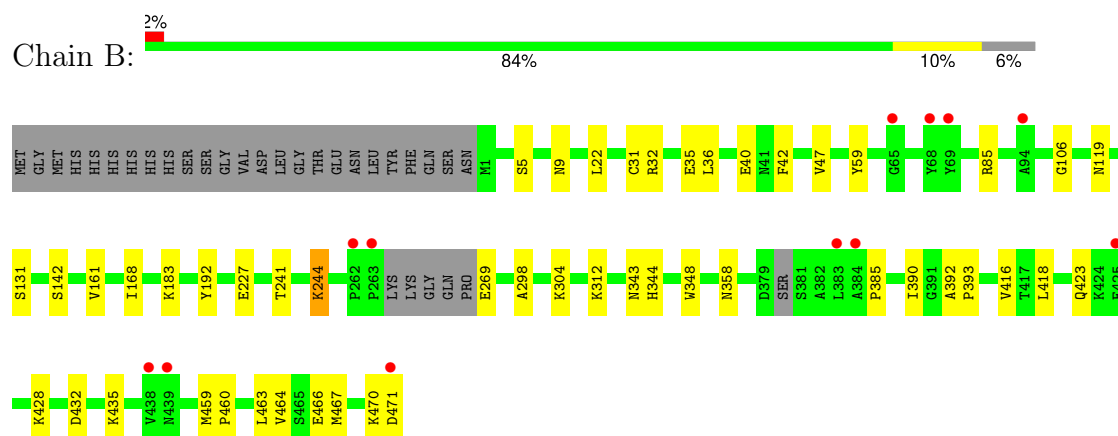 2%
Chain B:
84% 10% 6%
MET GLY MET HIS HIS HIS HIS HIS HIS SER SER GLY VAL ASP LEU GLY THR GLU ASN LEU TYR PHE GLN SER ASN M1 S5 N9 L22 C31 R32 E35 L36 E40 N41 F42 V47 Y59 G65 Y68 Y69 R85 A94 G106 N119
S131 S142 V161 I168 K183 Y192 E227 T241 K244 P262 P263 LYS LYS GLY GLN PRO E269 A298 K304 K312 N343 H344 W348 N358 D379 SER S381 A382 L383 A384 P385 I390 G391 A392 P393 V416 T417 L418 Q423 K424
K428 D432 K435 V438 N439 M459 P460 L463 V464 S465 E466 M467 K470 D471